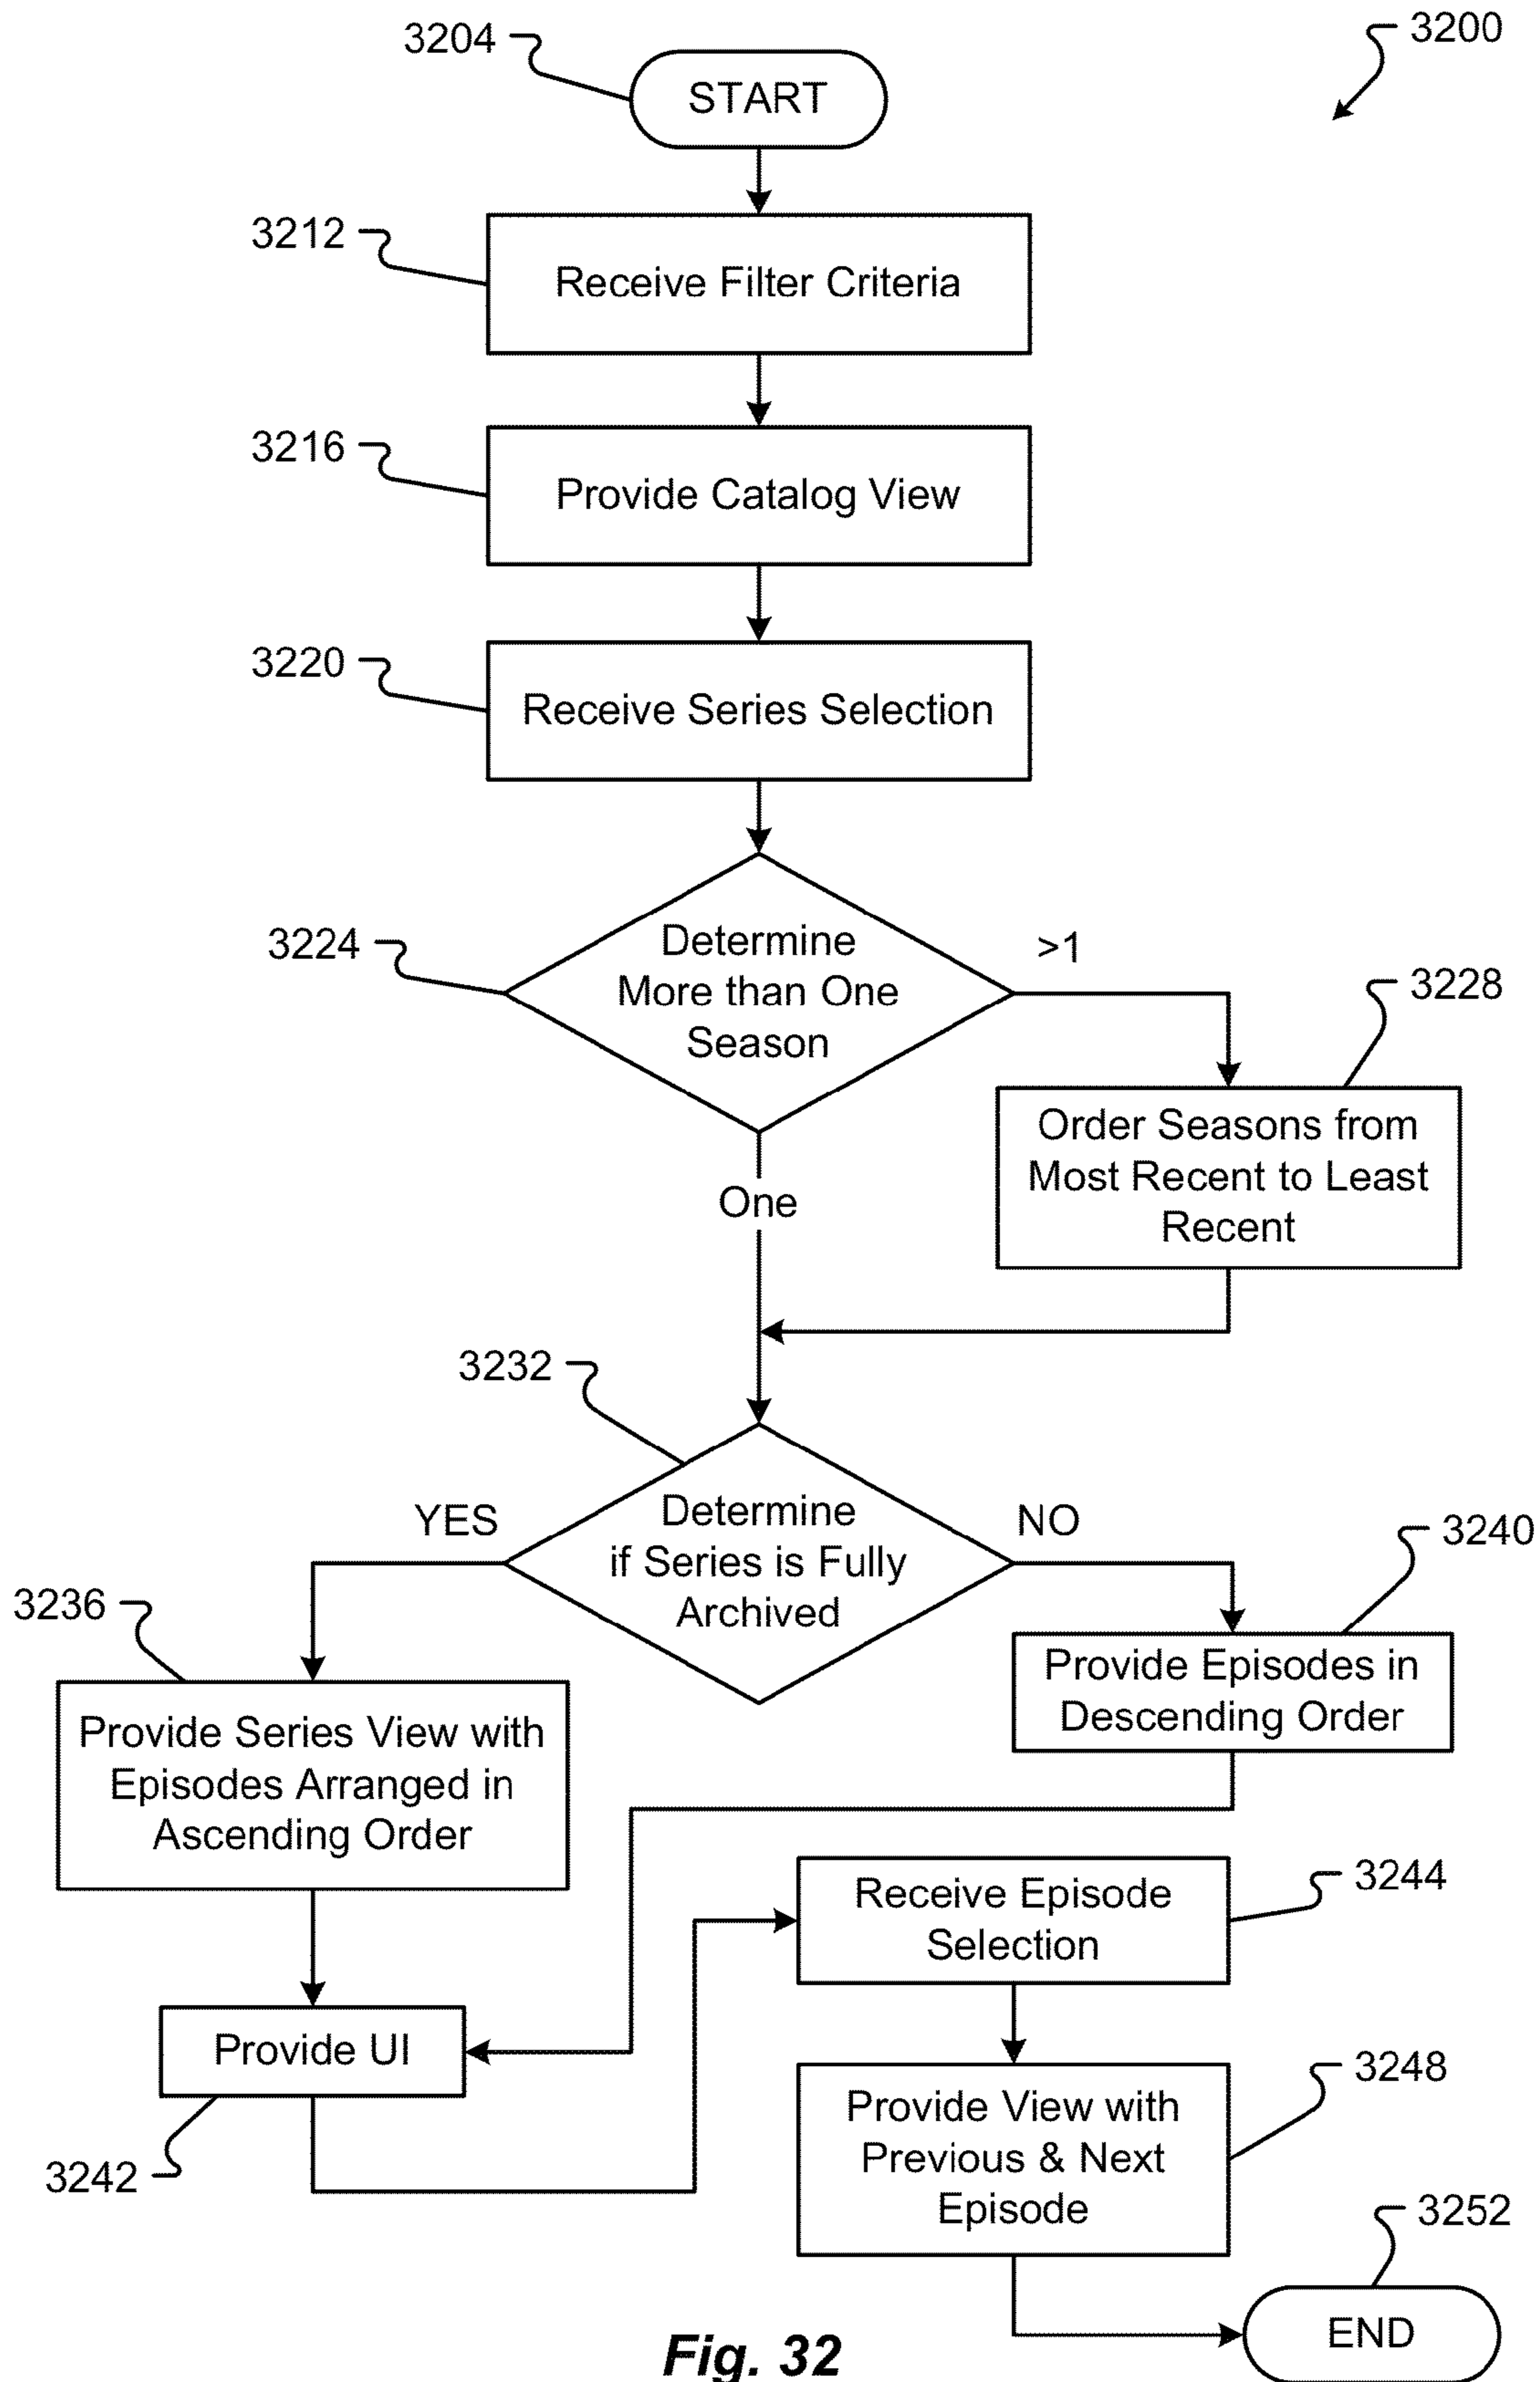 3200
3204
START
3212
Receive Filter Criteria
3216
Provide Catalog View
3220
Receive Series Selection
3224
Determine
More than One
Season
>1
3228
Order Seasons from
Most Recent to Least
Recent
One
3232
Determine
if Series is Fully
Archived
YES
NO
3236
Provide Series View with
Episodes Arranged in
Ascending Order
3240
Provide Episodes in
Descending Order
3242
Provide UI
3244
Receive Episode
Selection
3248
Provide View with
Previous & Next
Episode
3252
END
Fig. 32